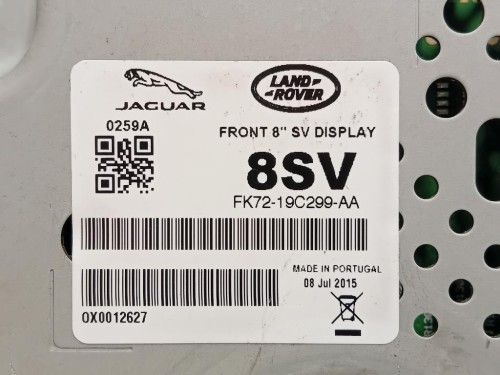 JAGUAR
LAND-
-ROVER
0259A
FRONT 8" SV DISPLAY
8SV
FK72-19C299-AA
MADE IN PORTUGAL
08 Jul 2015
0X0012627